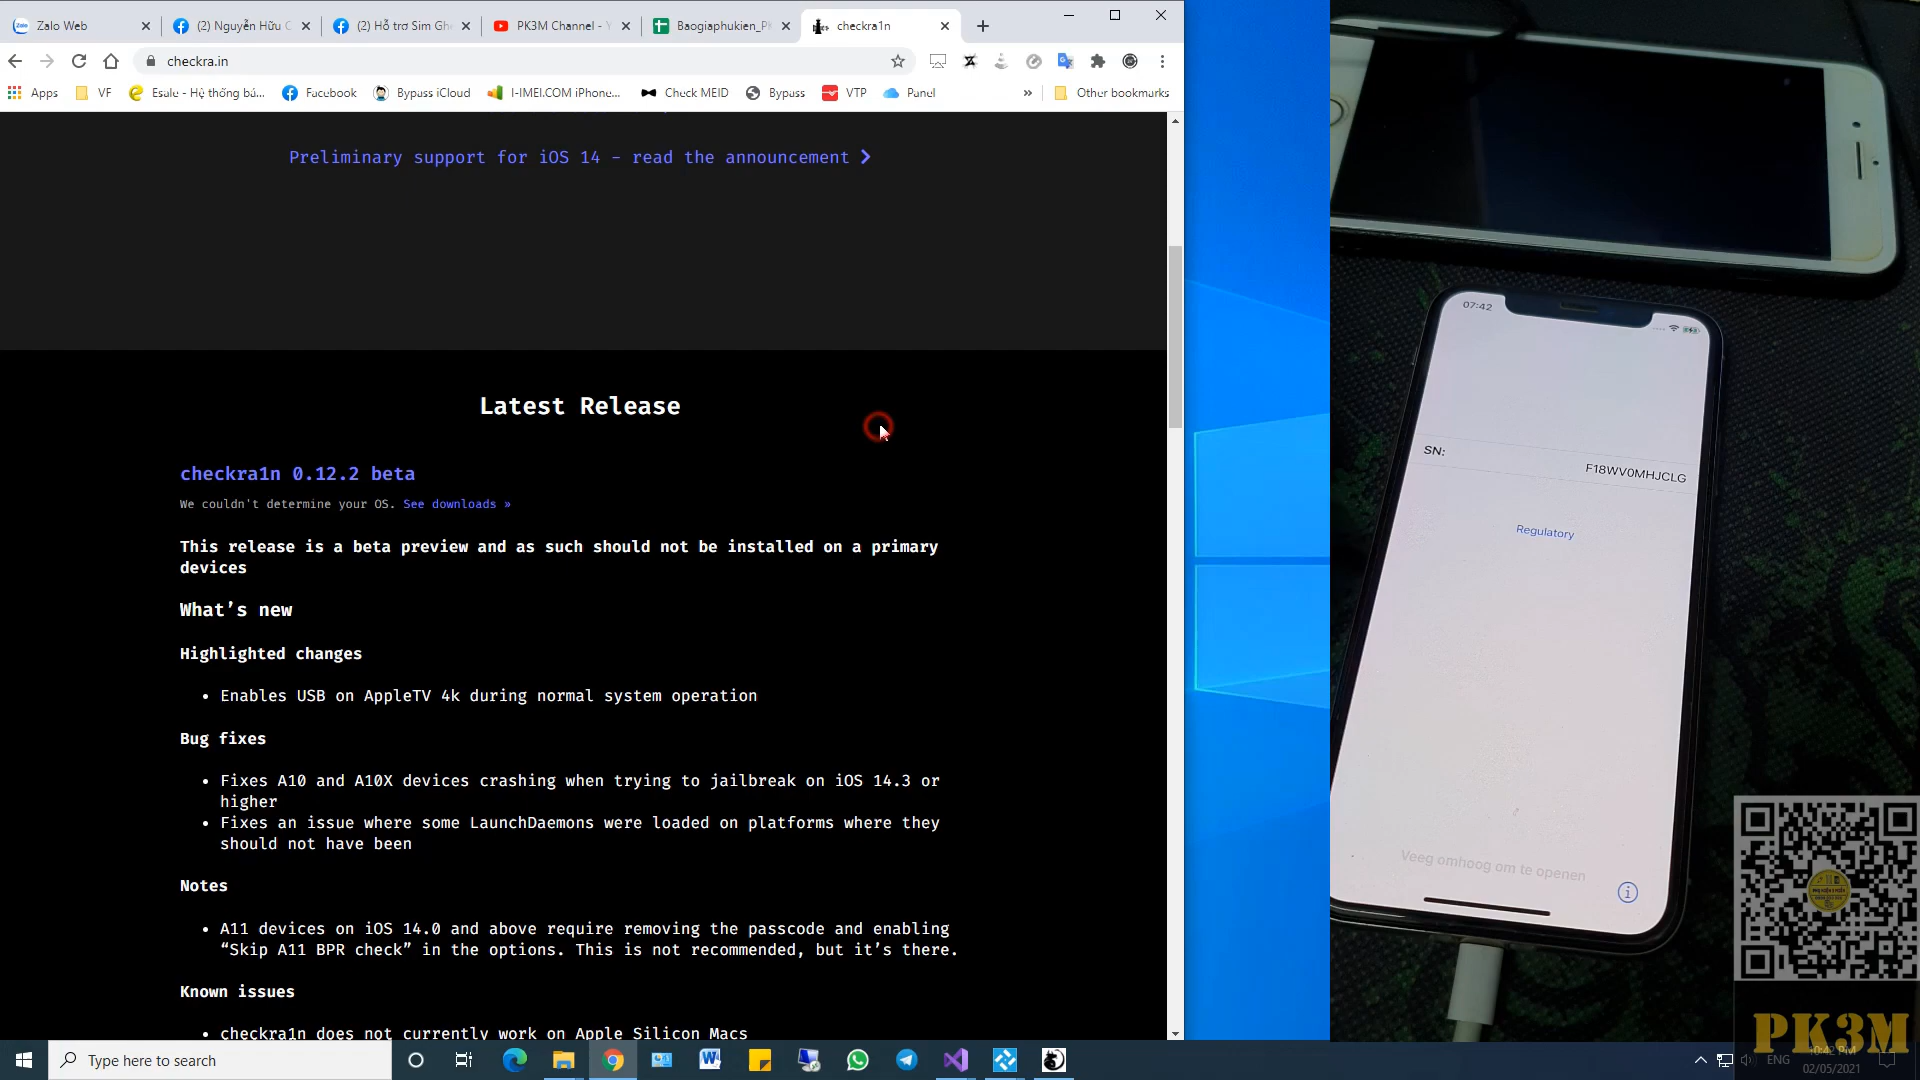 Zalo Web
(2) Nguyễn Hữu C
(2) Hỗ trơ Sim Ghe
PK3M Channel - Y
Baogiaphukien_PK
checkra1n
checkra.in
Apps
VF
Esale - Hệ thống bá...
Facebook
Bypass iCloud
I-IMEI.COM iPhone...
Check MEID
Bypass
VTP
Panel
»
Other bookmarks
Preliminary support for iOS 14 - read the announcement
Latest Release
checkra1n 0.12.2 beta
We couldn't determine your OS. See downloads »
This release is a beta preview and as such should not be installed on a primary
devices
What's new
Highlighted changes
• Enables USB on AppleTV 4k during normal system operation
Bug fixes
• Fixes A10 and A10X devices crashing when trying to jailbreak on iOS 14.3 or
higher
• Fixes an issue where some LaunchDaemons were loaded on platforms where they
should not have been
Notes
• A11 devices on iOS 14.0 and above require removing the passcode and enabling
“Skip A11 BPR check” in the options. This is not recommended, but it's there.
Known issues
• checkra1n does not currently work on Apple Silicon Macs
Type here to search
07:42
SN:
F18WV0MHJCLG
Regulatory
Veeg omhoog om te openen
PK3M
ENG
10:42 PM
02/05/2021